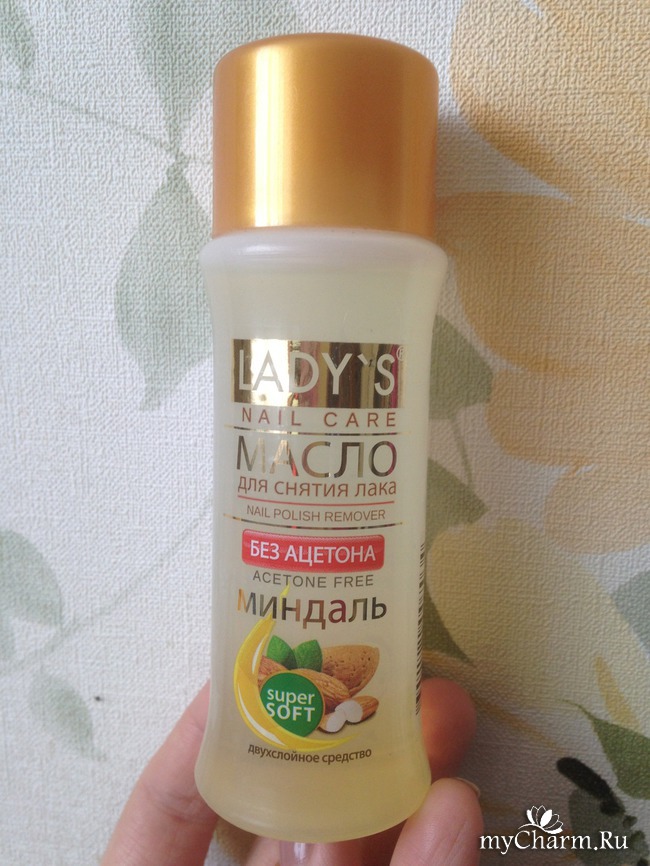 LADY`S®
NAIL CARE
МАСЛО
ДЛЯ СНЯТИЯ ЛАКА
NAIL POLISH REMOVER
БЕЗ АЦЕТОНА
ACETONE FREE
миндаль
super
SOFT
двухслойное средство
myCharm.Ru